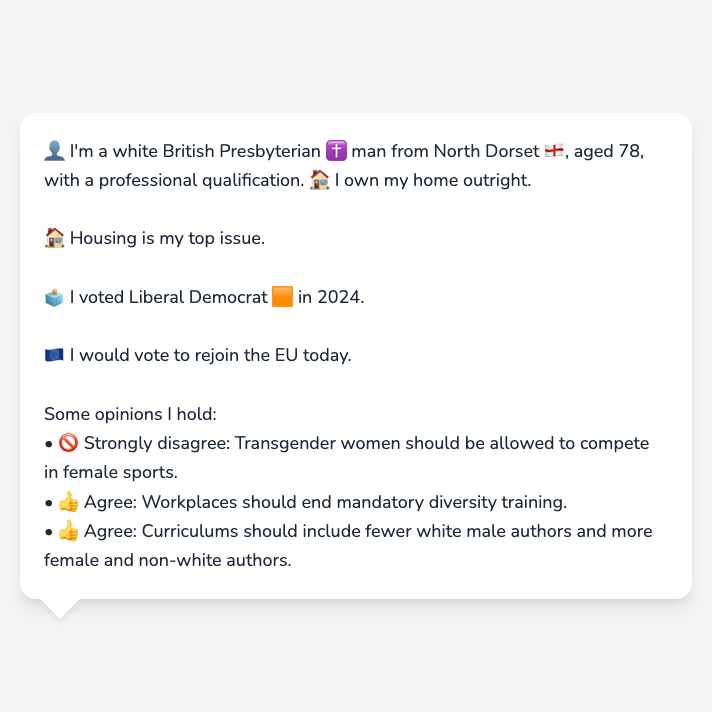 👤 I'm a white British Presbyterian ✝️ man from North Dorset 🏴󠁧󠁢󠁥󠁮󠁧󠁿, aged 78,
with a professional qualification. 🏠 I own my home outright.
🏠 Housing is my top issue.
🗳️ I voted Liberal Democrat 🟧 in 2024.
🇪🇺 I would vote to rejoin the EU today.
Some opinions I hold:
• 🚫 Strongly disagree: Transgender women should be allowed to compete
in female sports.
• 👍 Agree: Workplaces should end mandatory diversity training.
• 👍 Agree: Curriculums should include fewer white male authors and more
female and non-white authors.